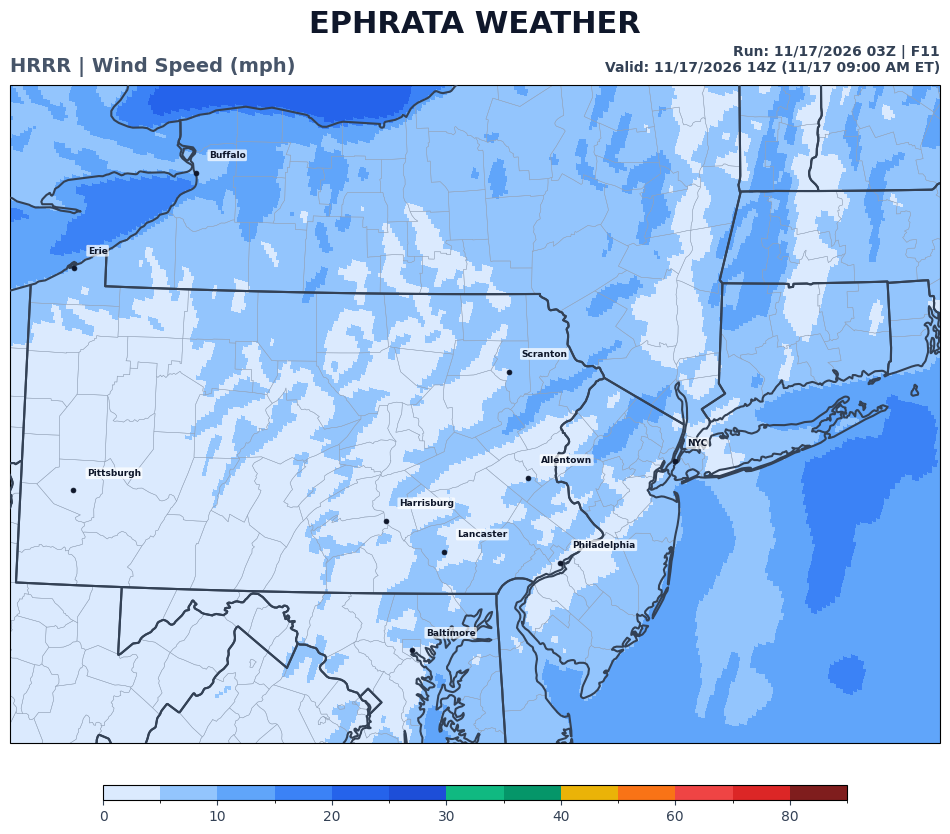 EPHRATA WEATHER
HRRR | Wind Speed (mph)
Run: 11/17/2026 03Z | F11
Valid: 11/17/2026 14Z (11/17 09:00 AM ET)
Buffalo
Erie
Scranton
NYC
Allentown
Pittsburgh
Harrisburg
Lancaster
Philadelphia
Baltimore
0 10 20 30 40 60 80